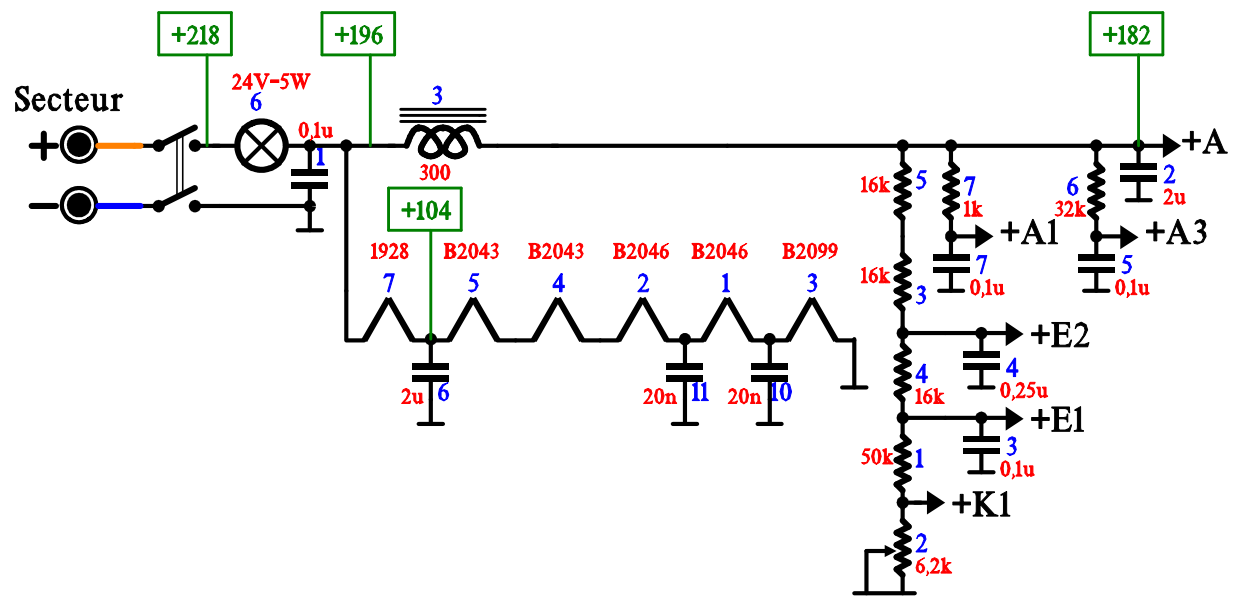 +218
+196
+182
24V-5W
6
3
Secteur
+
0,1u
1
300
+A
2
2u
-
16k
5
7
1k
6
32k
+104
+A1
+A3
1928
B2043
B2043
B2046
B2046
B2099
7
5
4
2
1
3
16k
3
7
0,1u
5
0,1u
+E2
2u
6
20n
11
20n
10
4
16k
4
0,25u
+E1
50k
1
3
0,1u
+K1
2
6,2k